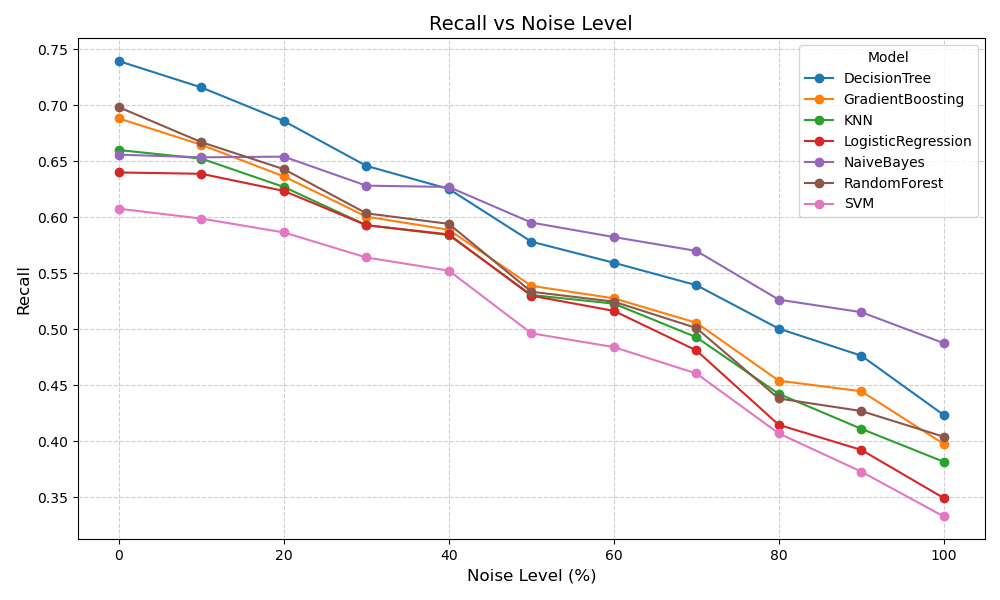 Recall vs Noise Level
Model
DecisionTree
GradientBoosting
KNN
LogisticRegression
NaiveBayes
RandomForest
SVM
Recall
0.75
0.70
0.65
0.60
0.55
0.50
0.45
0.40
0.35
0 20 40 60 80 100
Noise Level (%)